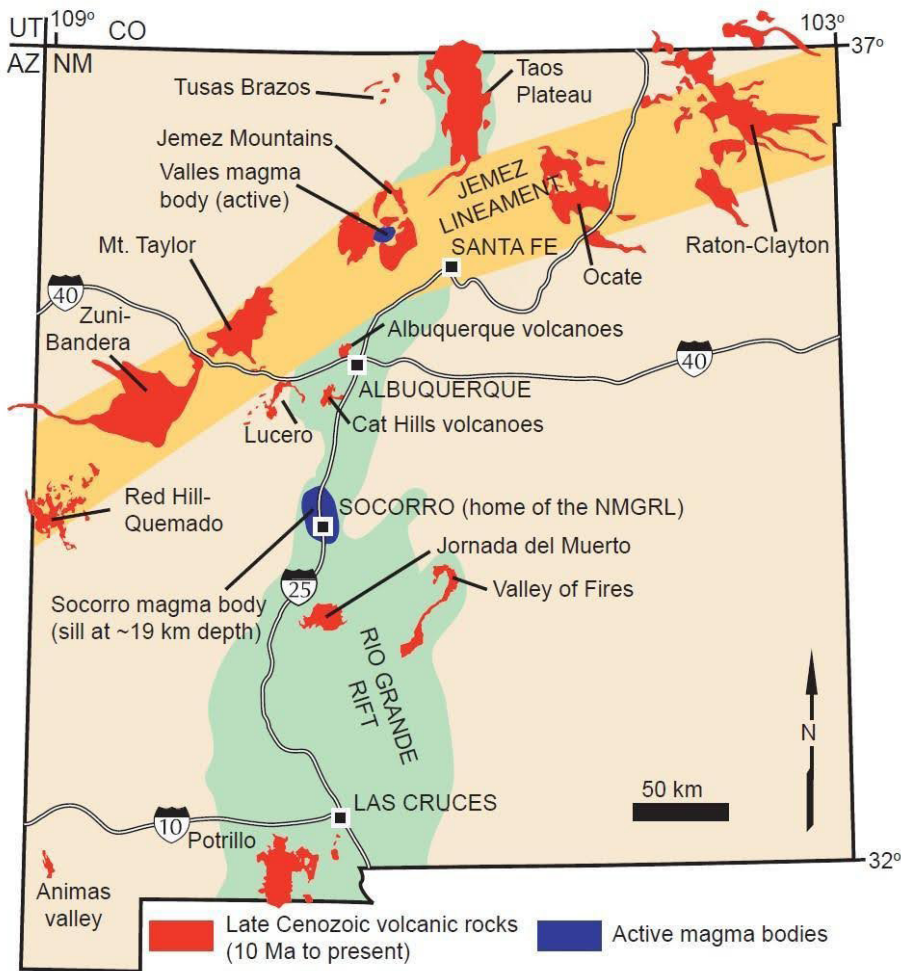 109º
103º
UT
CO
37º
AZ
NM
Tusas Brazos
Taos
Plateau
Jemez Mountains
Valles magma
body (active)
JEMEZ
LINEAMENT
Mt. Taylor
SANTA FE
Raton-Clayton
Ocate
40
Zuni-
Bandera
Albuquerque volcanoes
40
ALBUQUERQUE
Lucero
Cat Hills volcanoes
Red Hill-
Quemado
SOCORRO (home of the NMGRL)
Jornada del Muerto
Valley of Fires
25
Socorro magma body
(sill at ~19 km depth)
RIO GRANDE
RIFT
N
50 km
LAS CRUCES
10
Potrillo
32º
Animas
valley
Late Cenozoic volcanic rocks
(10 Ma to present)
Active magma bodies